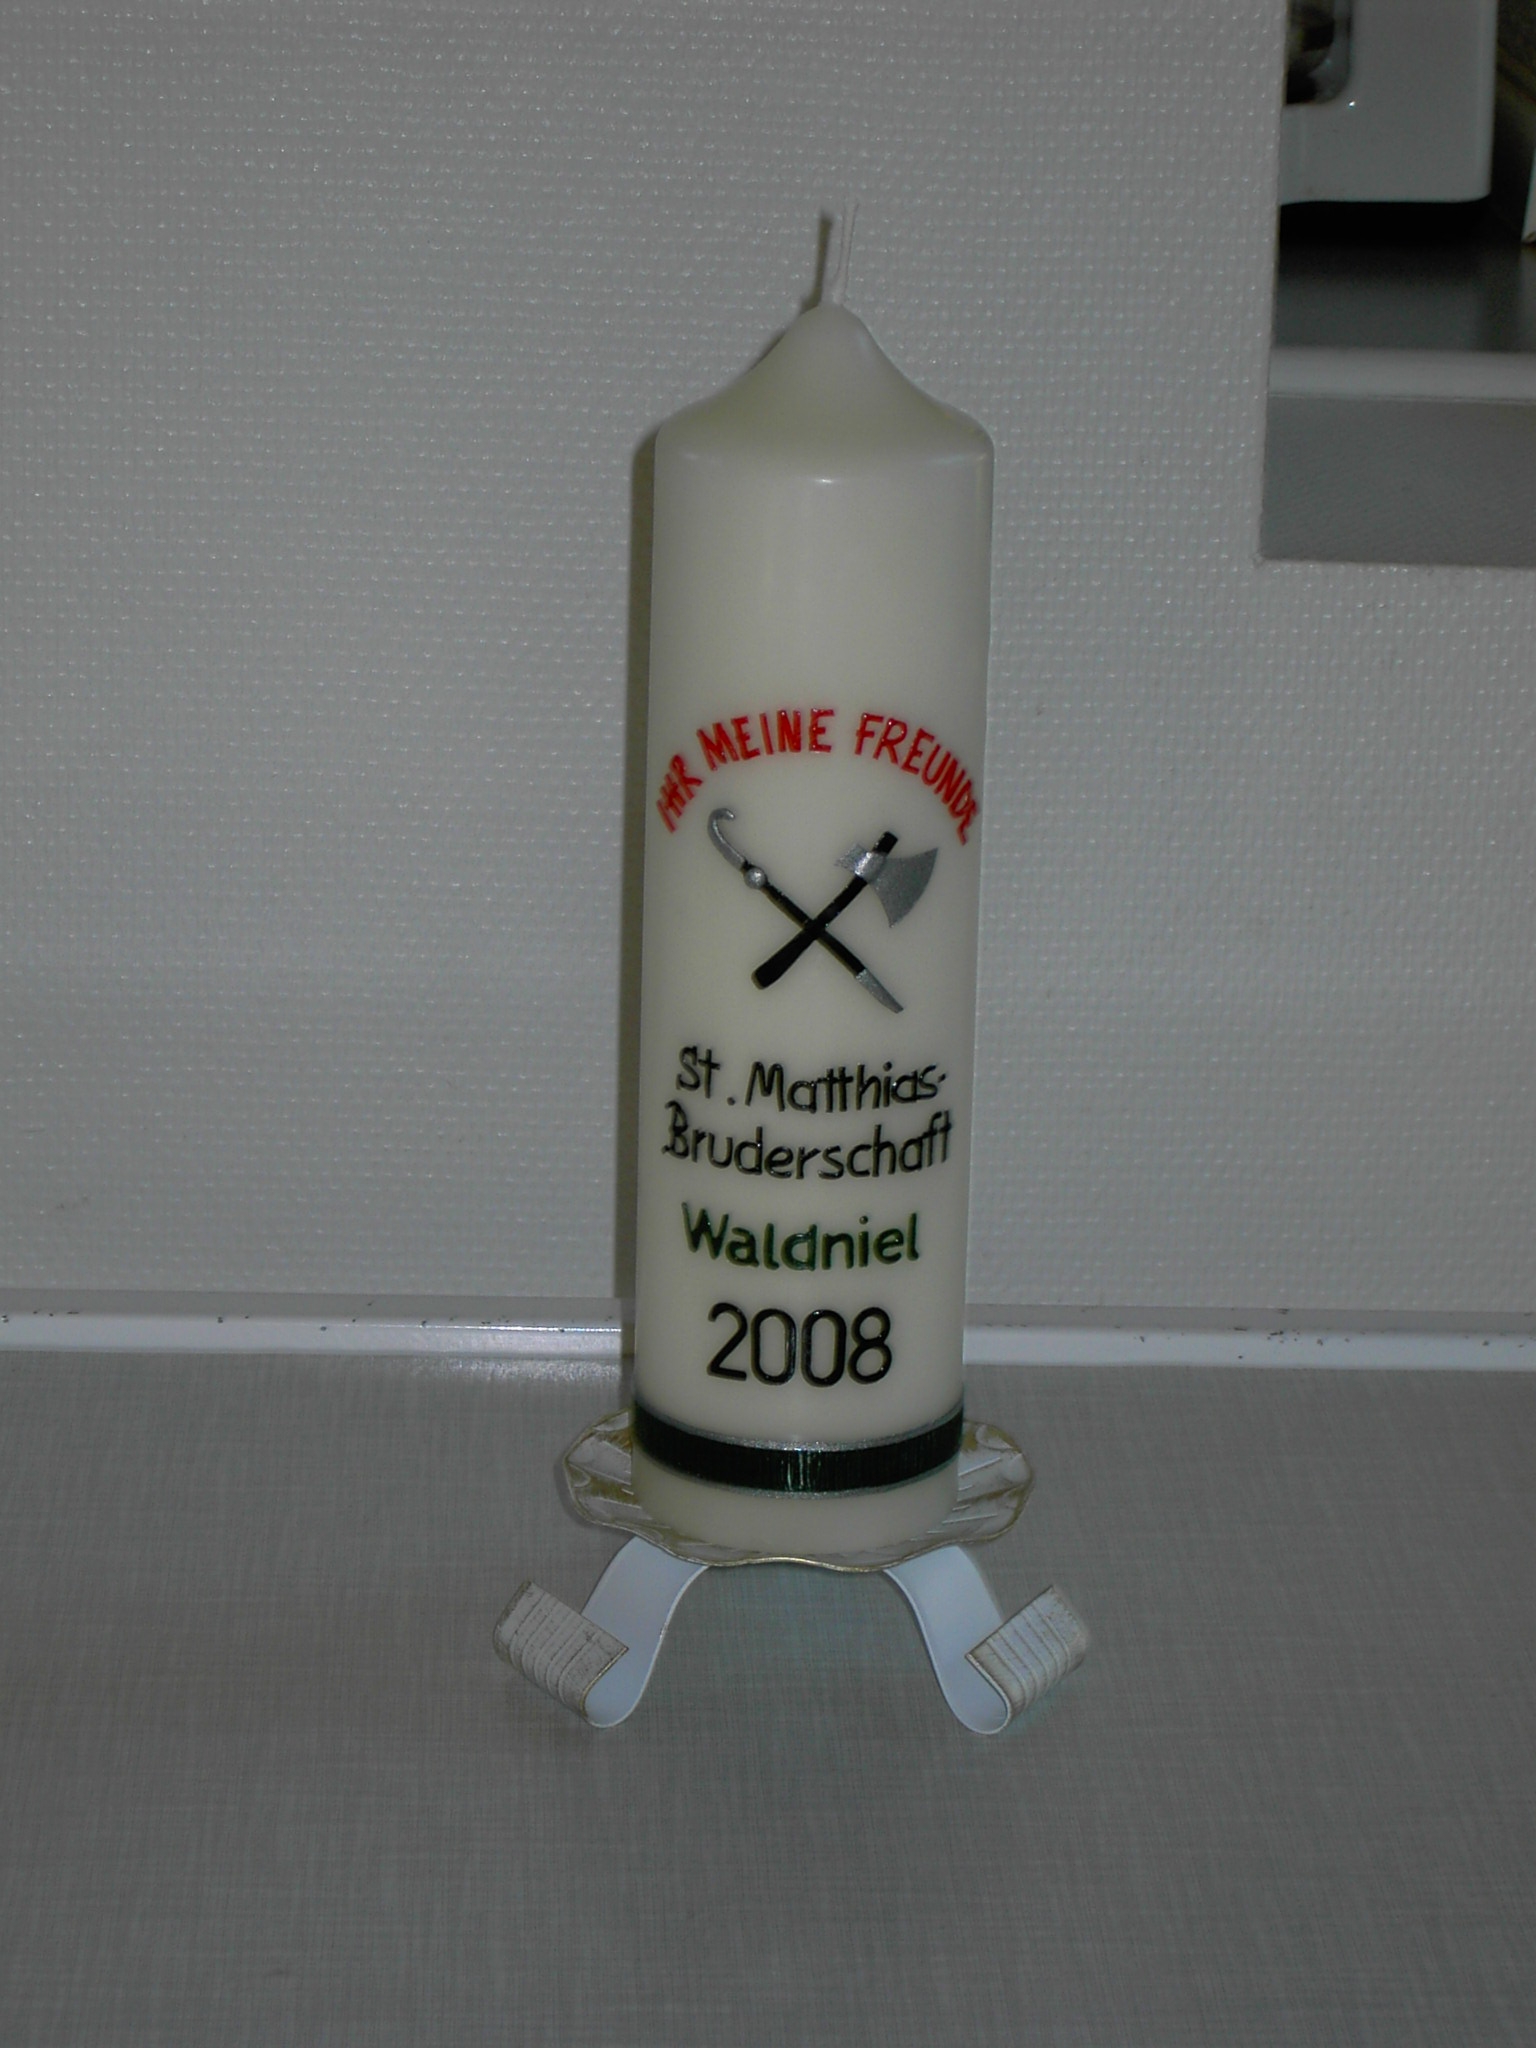 IHR MEINE FREUNDE
St. Matthias-
Bruderschaft
Waldniel
2008